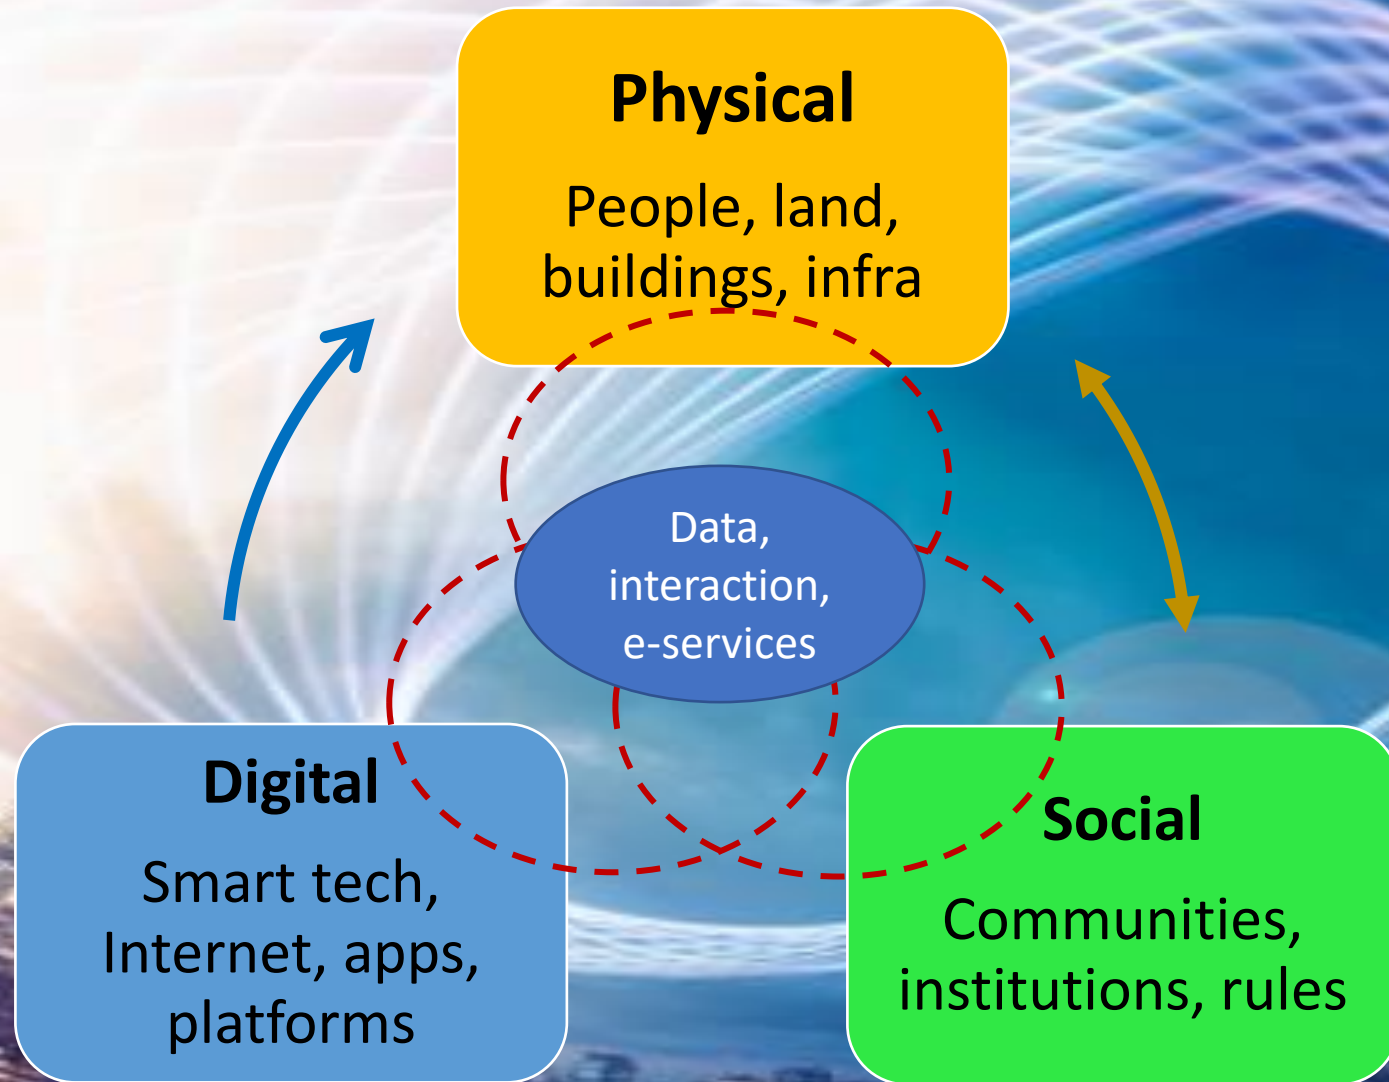 Physical
People, land,
buildings, infra
Data,
interaction,
e-services
Digital
Smart tech,
Internet, apps,
platforms
Social
Communities,
institutions, rules